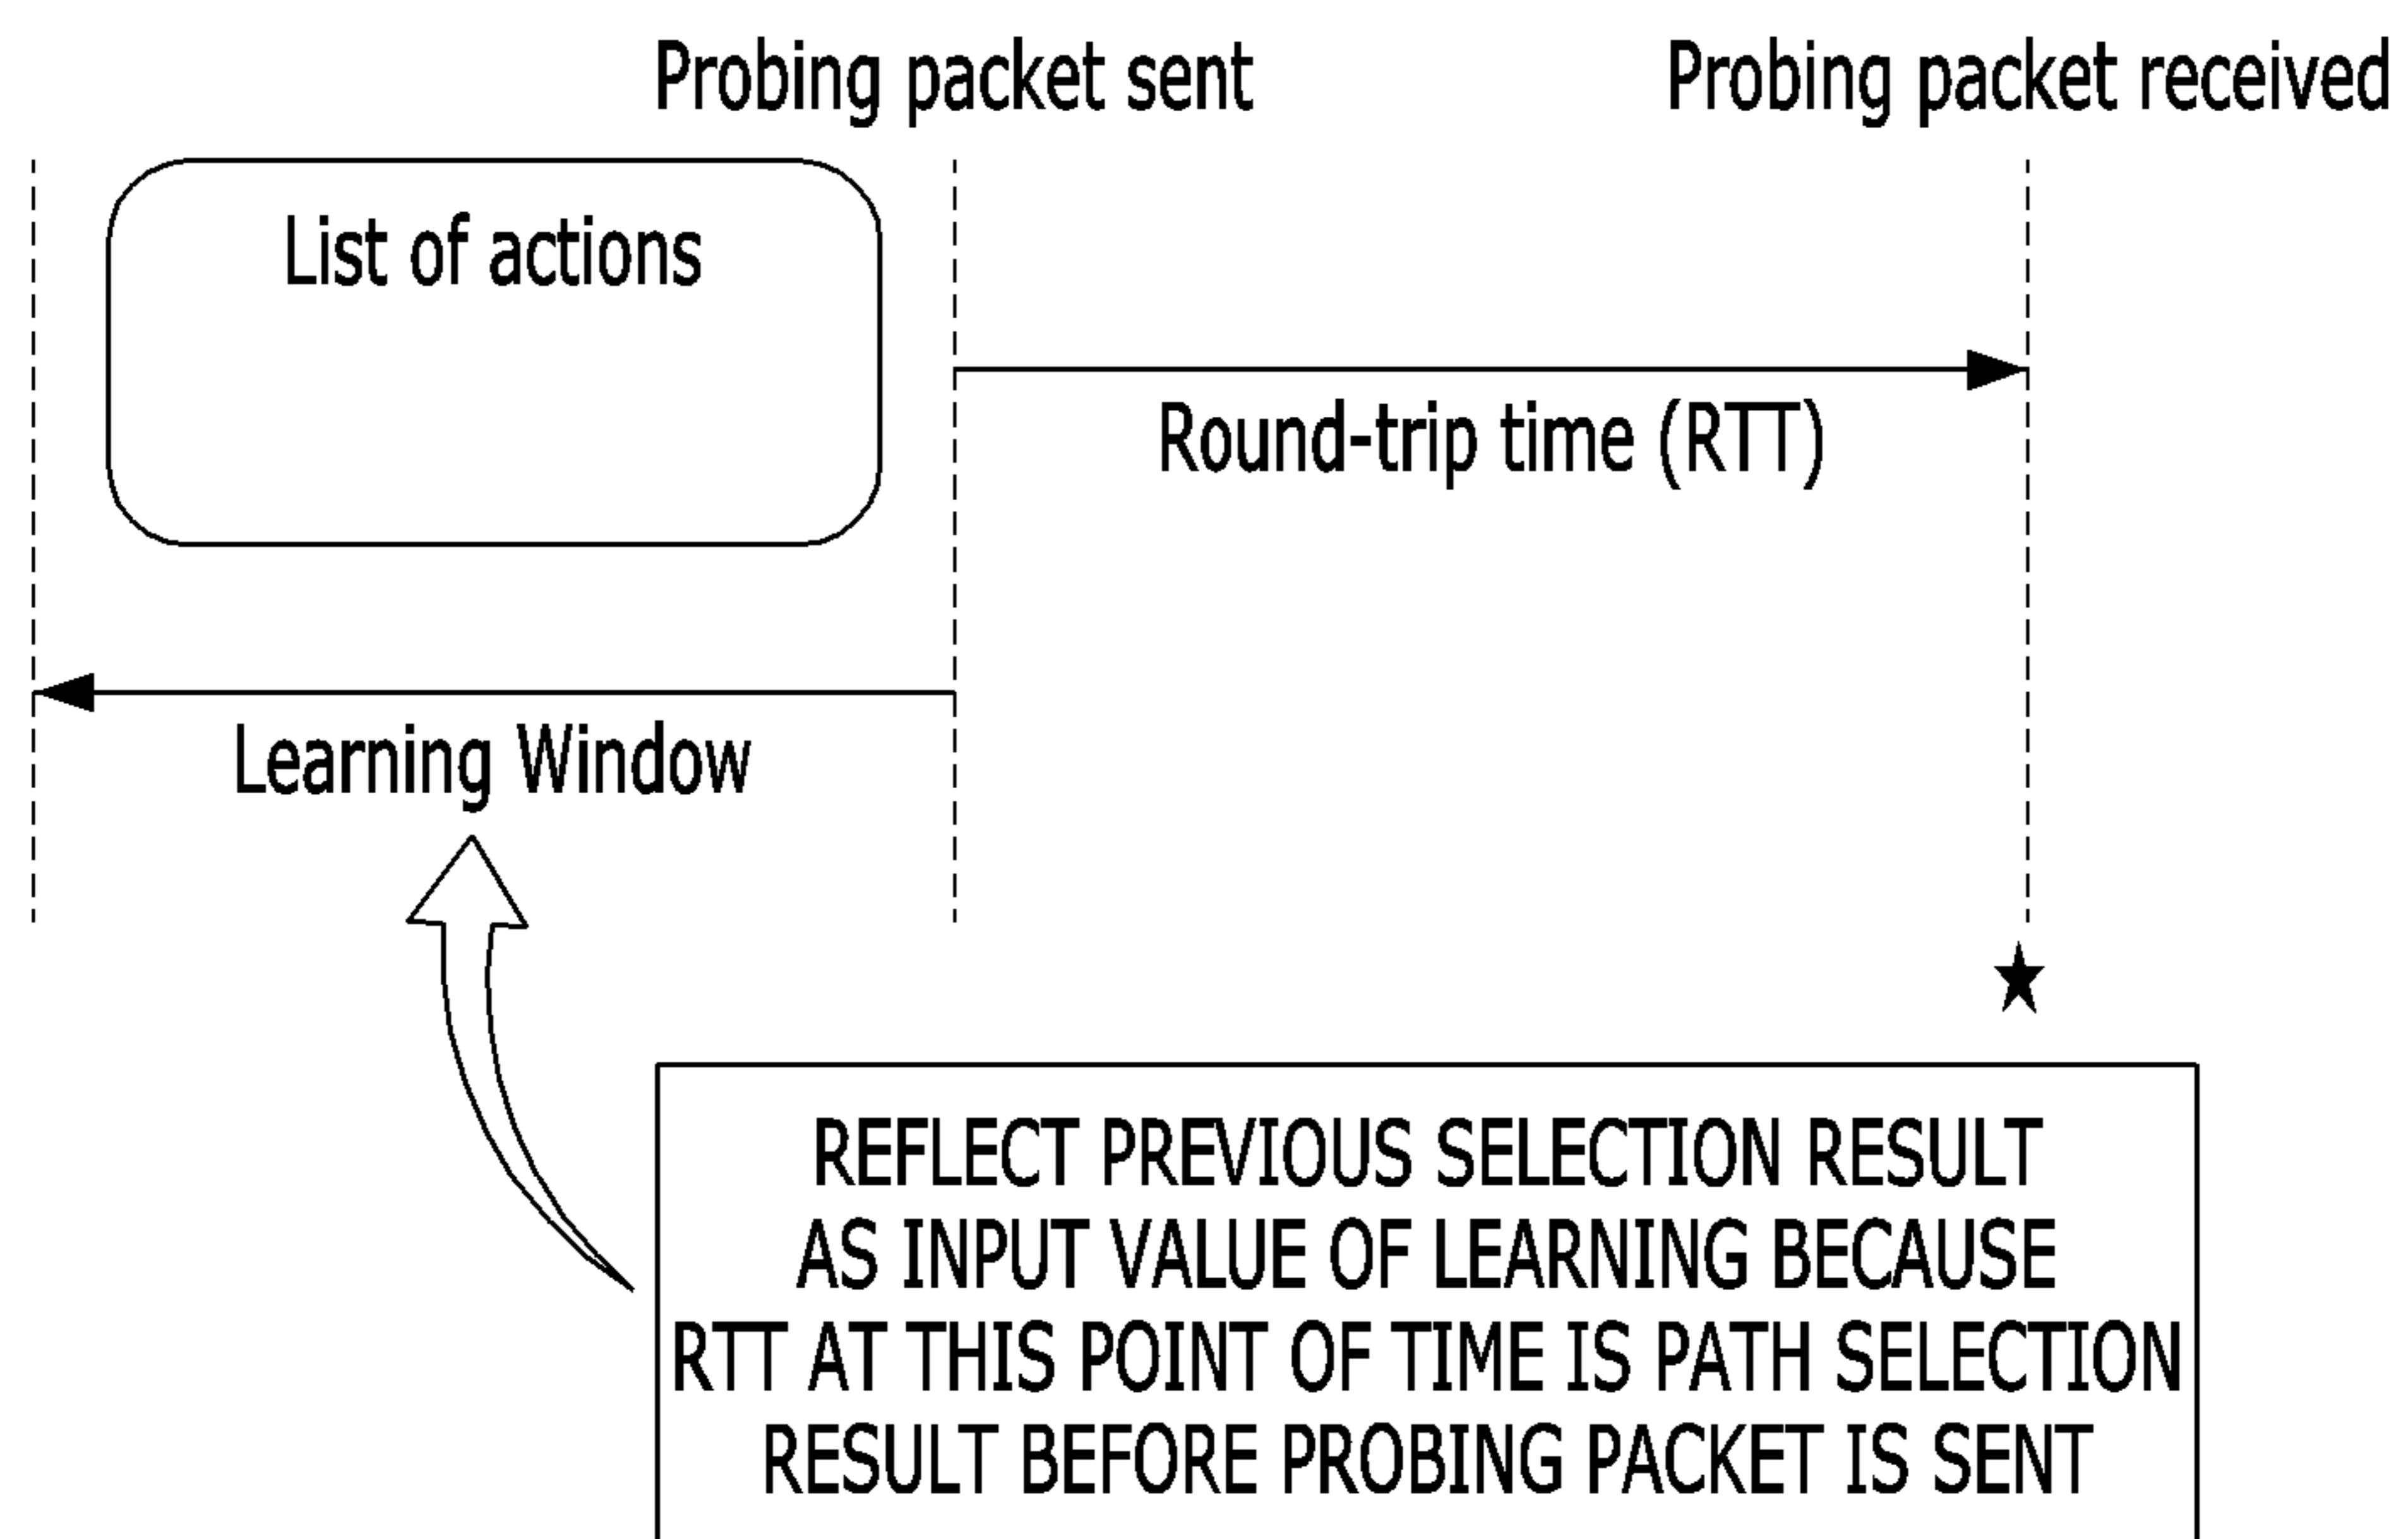 Probing packet sent
Probing packet received
List of actions
Round-trip time (RTT)
Learning Window
REFLECT PREVIOUS SELECTION RESULT
AS INPUT VALUE OF LEARNING BECAUSE
RTT AT THIS POINT OF TIME IS PATH SELECTION
RESULT BEFORE PROBING PACKET IS SENT